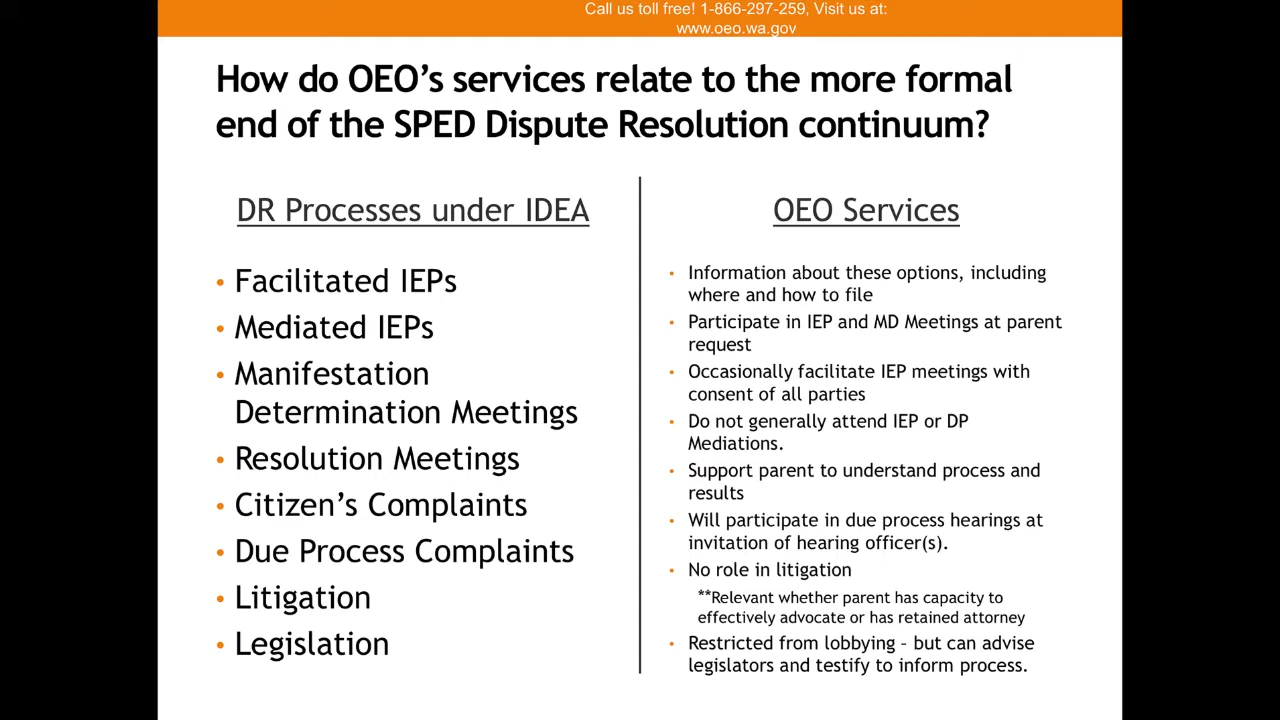 Call us toll free! 1-866-297-259, Visit us at:
www.oeo.wa.gov
How do OEO’s services relate to the more formal
end of the SPED Dispute Resolution continuum?
DR Processes under IDEA
• Facilitated IEPs
• Mediated IEPs
• Manifestation
Determination Meetings
• Resolution Meetings
• Citizen’s Complaints
• Due Process Complaints
• Litigation
• Legislation
OEO Services
• Information about these options, including
where and how to file
• Participate in IEP and MD Meetings at parent
request
• Occasionally facilitate IEP meetings with
consent of all parties
• Do not generally attend IEP or DP
Mediations.
• Support parent to understand process and
results
• Will participate in due process hearings at
invitation of hearing officer(s).
• No role in litigation
**Relevant whether parent has capacity to
effectively advocate or has retained attorney
• Restricted from lobbying – but can advise
legislators and testify to inform process.